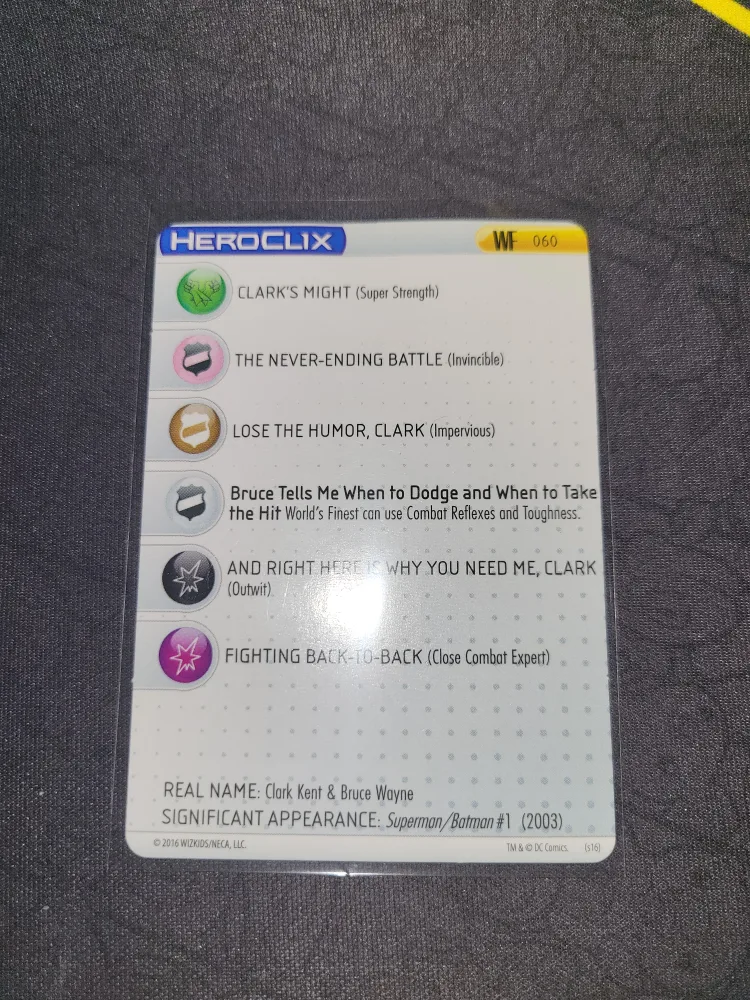 HEROCLIX WF 060
CLARK'S MIGHT (Super Strength)
THE NEVER-ENDING BATTLE (Invincible)
LOSE THE HUMOR, CLARK (Impervious)
Bruce Tells Me When to Dodge and When to Take
the Hit World's Finest can use Combat Reflexes and Toughness.
AND RIGHT HERE IS WHY YOU NEED ME, CLARK
(Outwit)
FIGHTING BACK-TO-BACK (Close Combat Expert)
REAL NAME: Clark Kent & Bruce Wayne
SIGNIFICANT APPEARANCE: Superman/Batman #1 (2003)
© 2016 WIZKIDS/NECA, LLC. TM & © DC Comics. (s16)